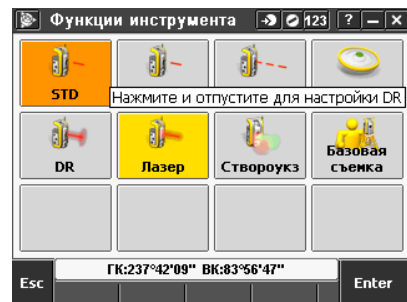 Функции инструмента 123 ? – ×
STD
Нажмите и отпустите для настройки DR
DR
Лазер
Створоукз
Базовая
съемка
Esc
ГК:237°42'09" ВК:83°56'47"
Enter